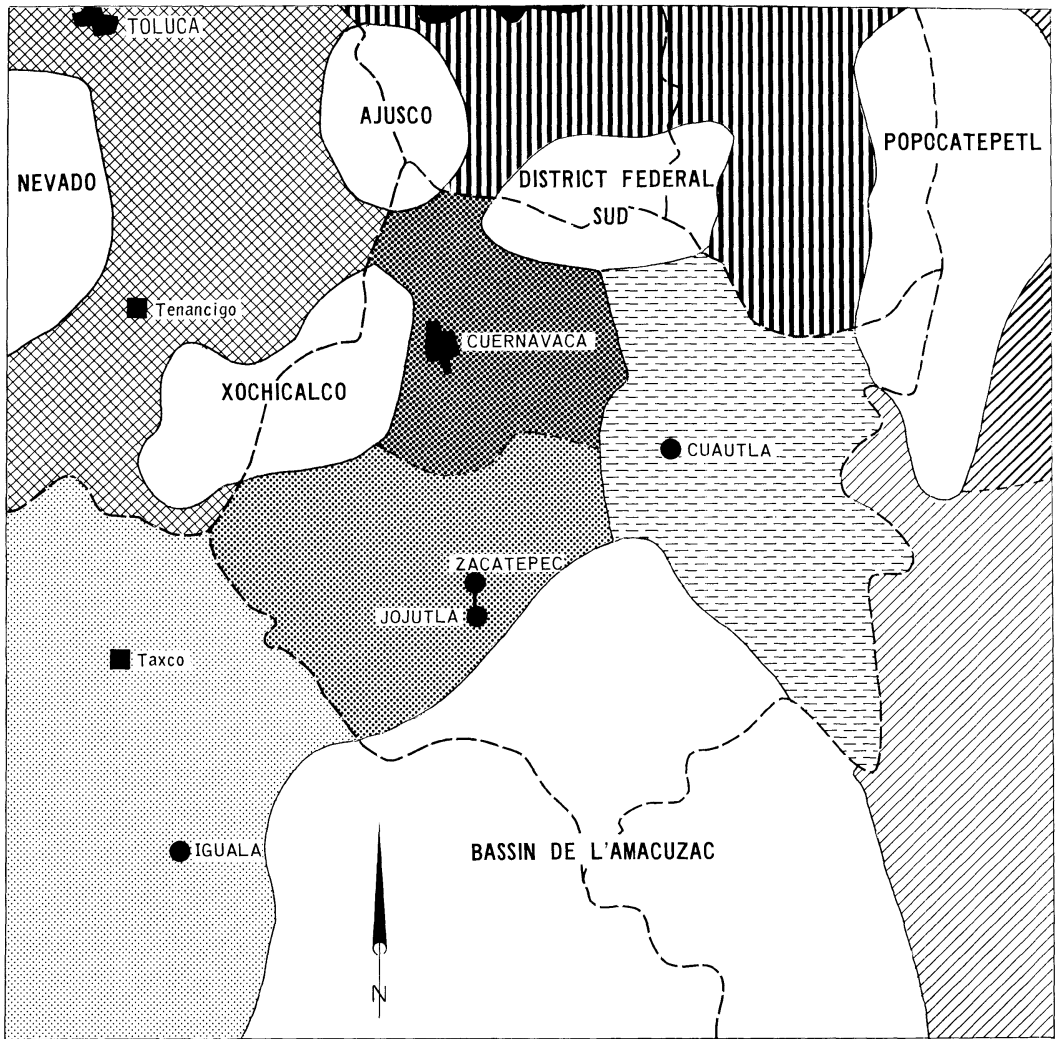 TOLUCA
AJUSCO
POPOCATEPETL
NEVADO
DISTRICT FEDERAL
SUD
Tenancigo
CUERNAVACA
XOCHICALCO
CUAUTLA
ZACATEPEC
JOJUTLA
Taxco
IGUALA
BASSIN DE L'AMACUZAC
N